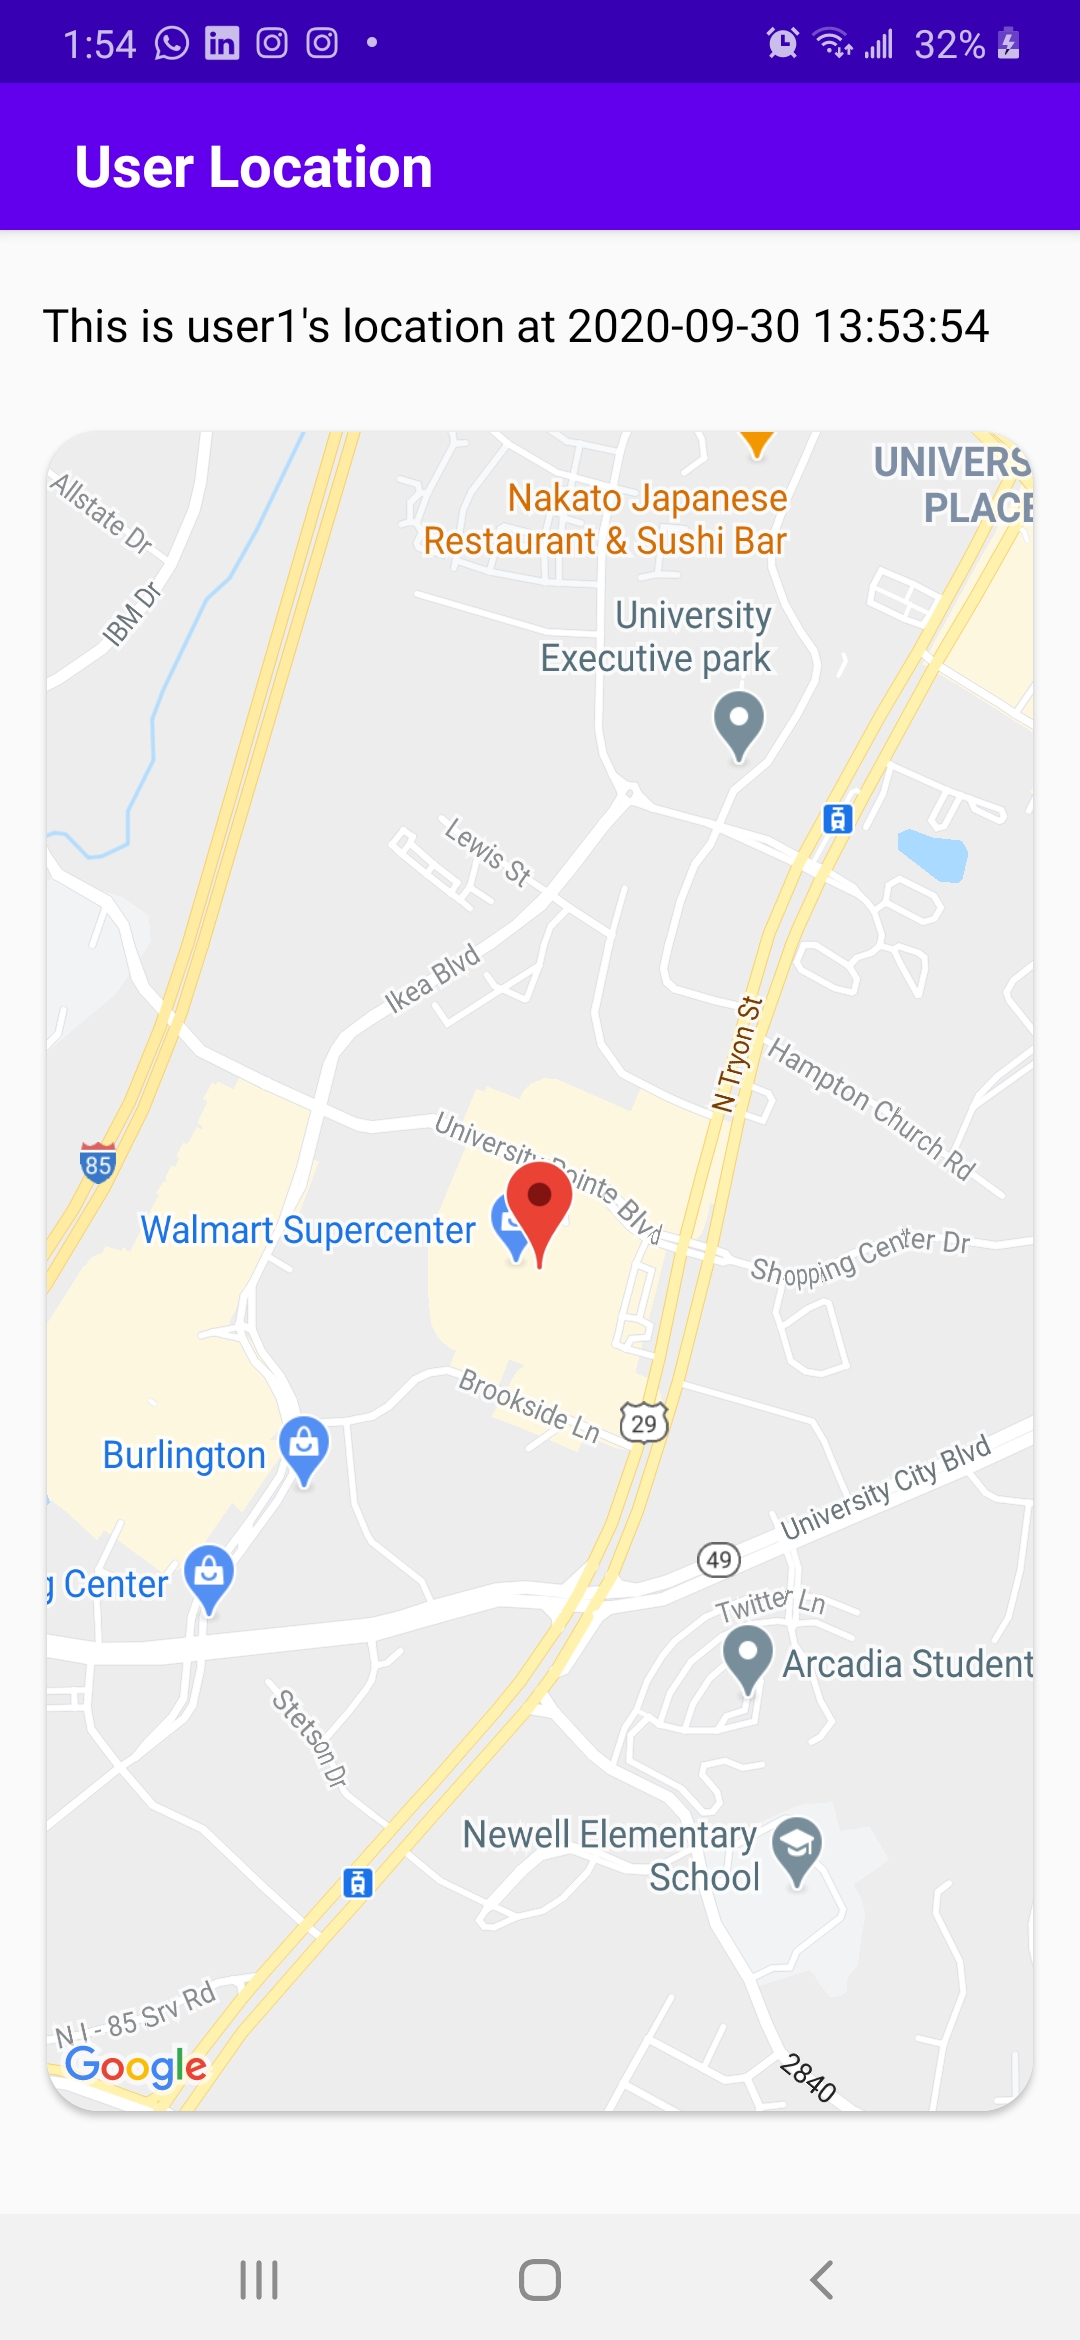 1:54
32%
User Location
This is user1's location at 2020-09-30 13:53:54
UNIVERS
PLACE
Allstate Dr
IBM Dr
Nakato Japanese
Restaurant & Sushi Bar
University
Executive park
Lewis St
Ikea Blvd
N Tryon St
Hampton Church Rd
University Pointe Blvd
85
Walmart Supercenter
Shopping Center Dr
Brookside Ln
29
Burlington
University City Blvd
49
g Center
Twitter Ln
Arcadia Student
Stetson Dr
Newell Elementary
School
N I - 85 Srv Rd
Google
2840